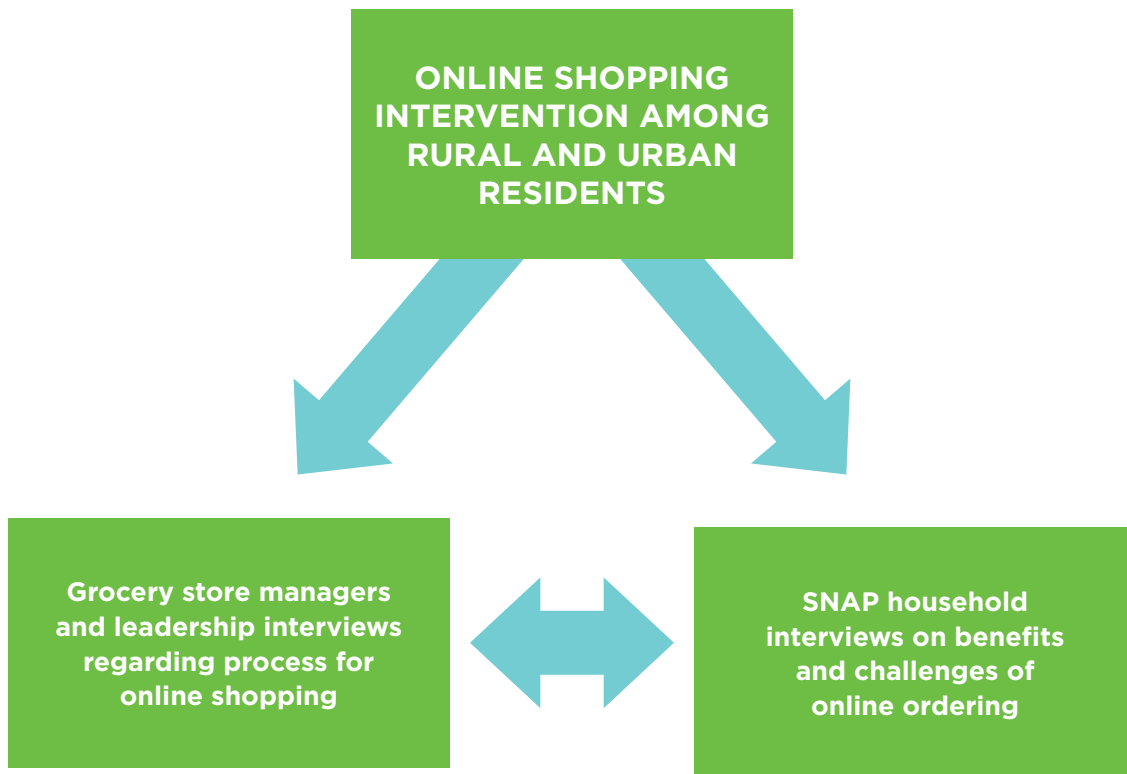 ONLINE SHOPPING
INTERVENTION AMONG
RURAL AND URBAN
RESIDENTS
Grocery store managers
and leadership interviews
regarding process for
online shopping
SNAP household
interviews on benefits
and challenges of
online ordering